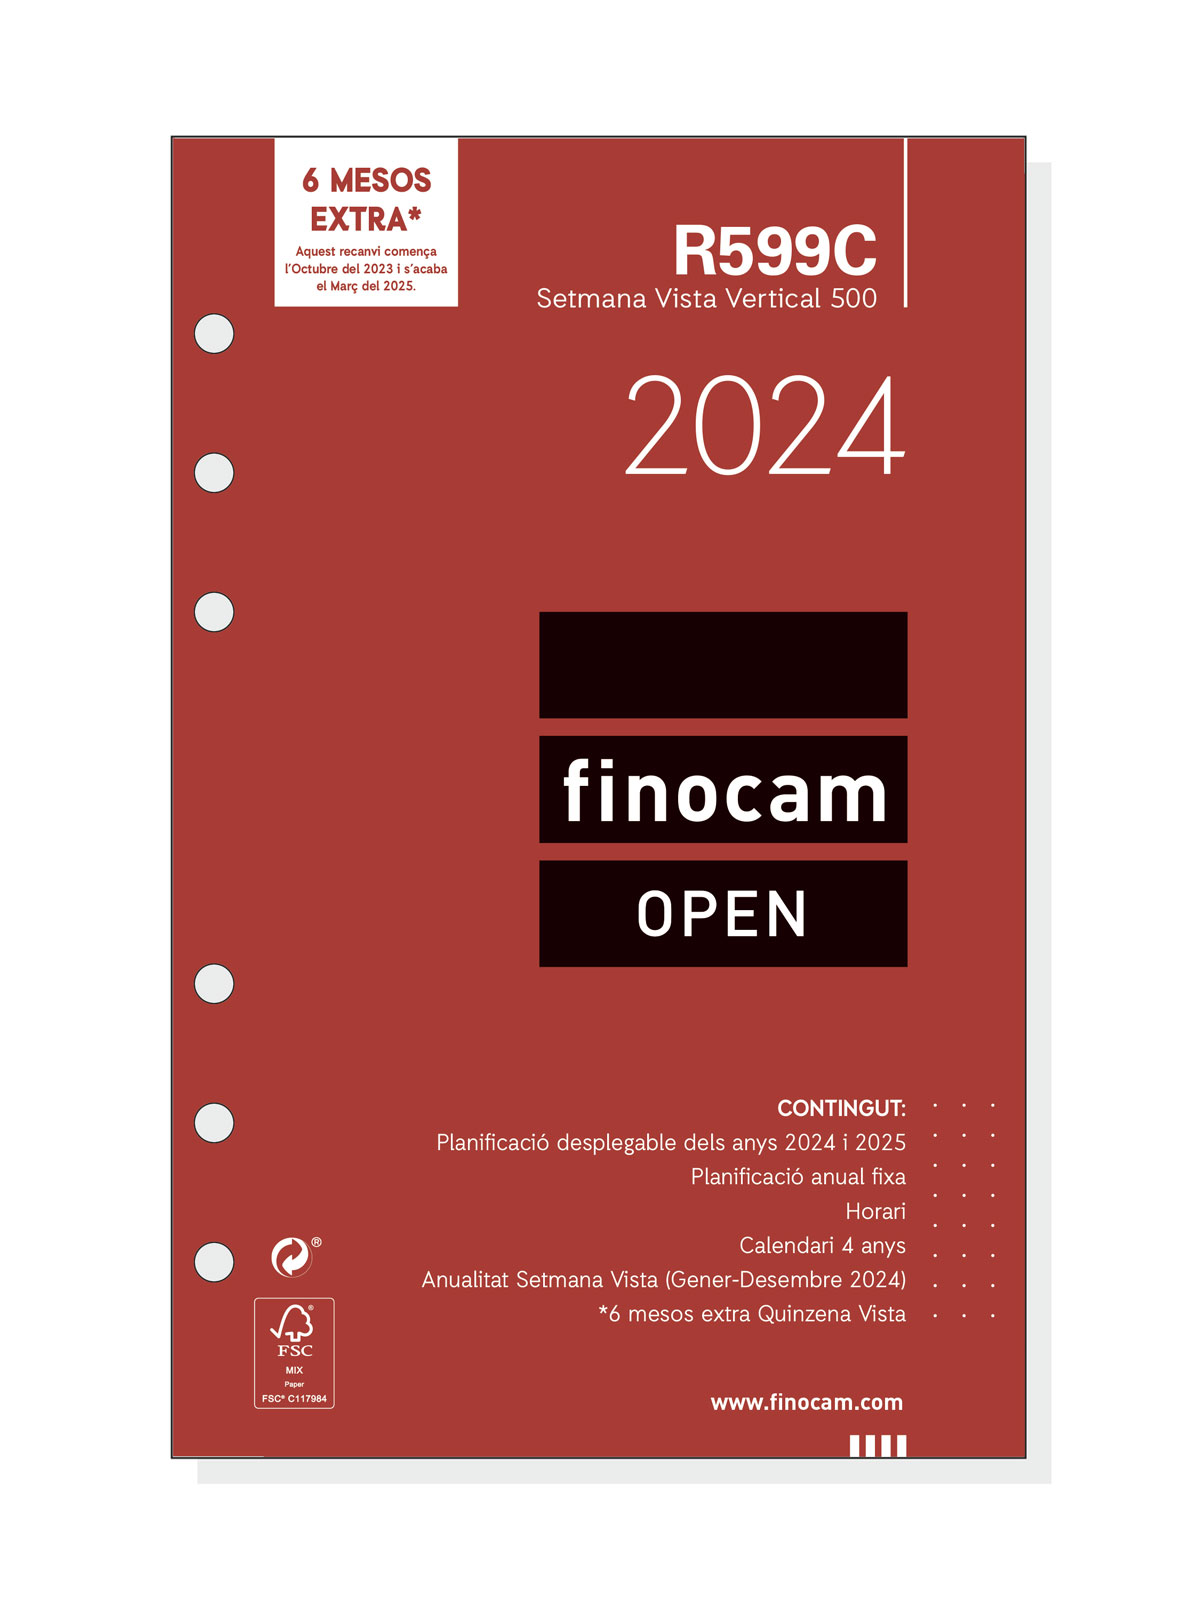 6 MESOS
EXTRA*
Aquest recanvi comença
l'Octubre del 2023 i s'acaba
el Març del 2025.
R599C
Setmana Vista Vertical 500
2024
finocam
OPEN
CONTINGUT:
Planificació desplegable dels anys 2024 i 2025
Planificació anual fixa
Horari
Calendari 4 anys
Anualitat Setmana Vista (Gener-Desembre 2024)
*6 mesos extra Quinzena Vista
®
®
FSC
MIX
Paper
FSC® C117984
www.finocam.com